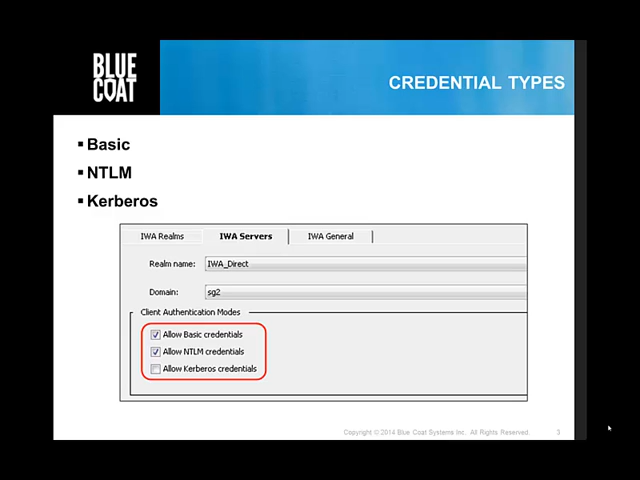 BLUE
COAT
CREDENTIAL TYPES
▪ Basic
▪ NTLM
▪ Kerberos
IWA Realms IWA Servers IWA General
Realm name: IWA_Direct
Domain: sg2
Client Authentication Modes
Allow Basic credentials
Allow NTLM credentials
Allow Kerberos credentials
Copyright © 2014 Blue Coat Systems Inc. All Rights Reserved. 3